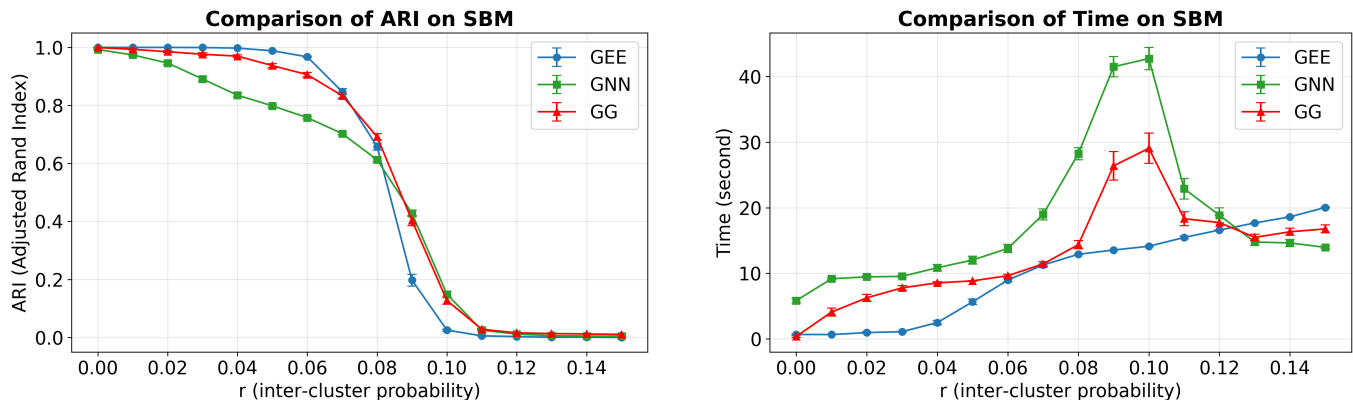 Comparison of ARI on SBM
ARI (Adjusted Rand Index)
1.0
0.8
0.6
0.4
0.2
0.0
GEE
GNN
GG
0.00 0.02 0.04 0.06 0.08 0.10 0.12 0.14
r (inter-cluster probability)
Comparison of Time on SBM
Time (second)
40
30
20
10
0
GEE
GNN
GG
0.00 0.02 0.04 0.06 0.08 0.10 0.12 0.14
r (inter-cluster probability)